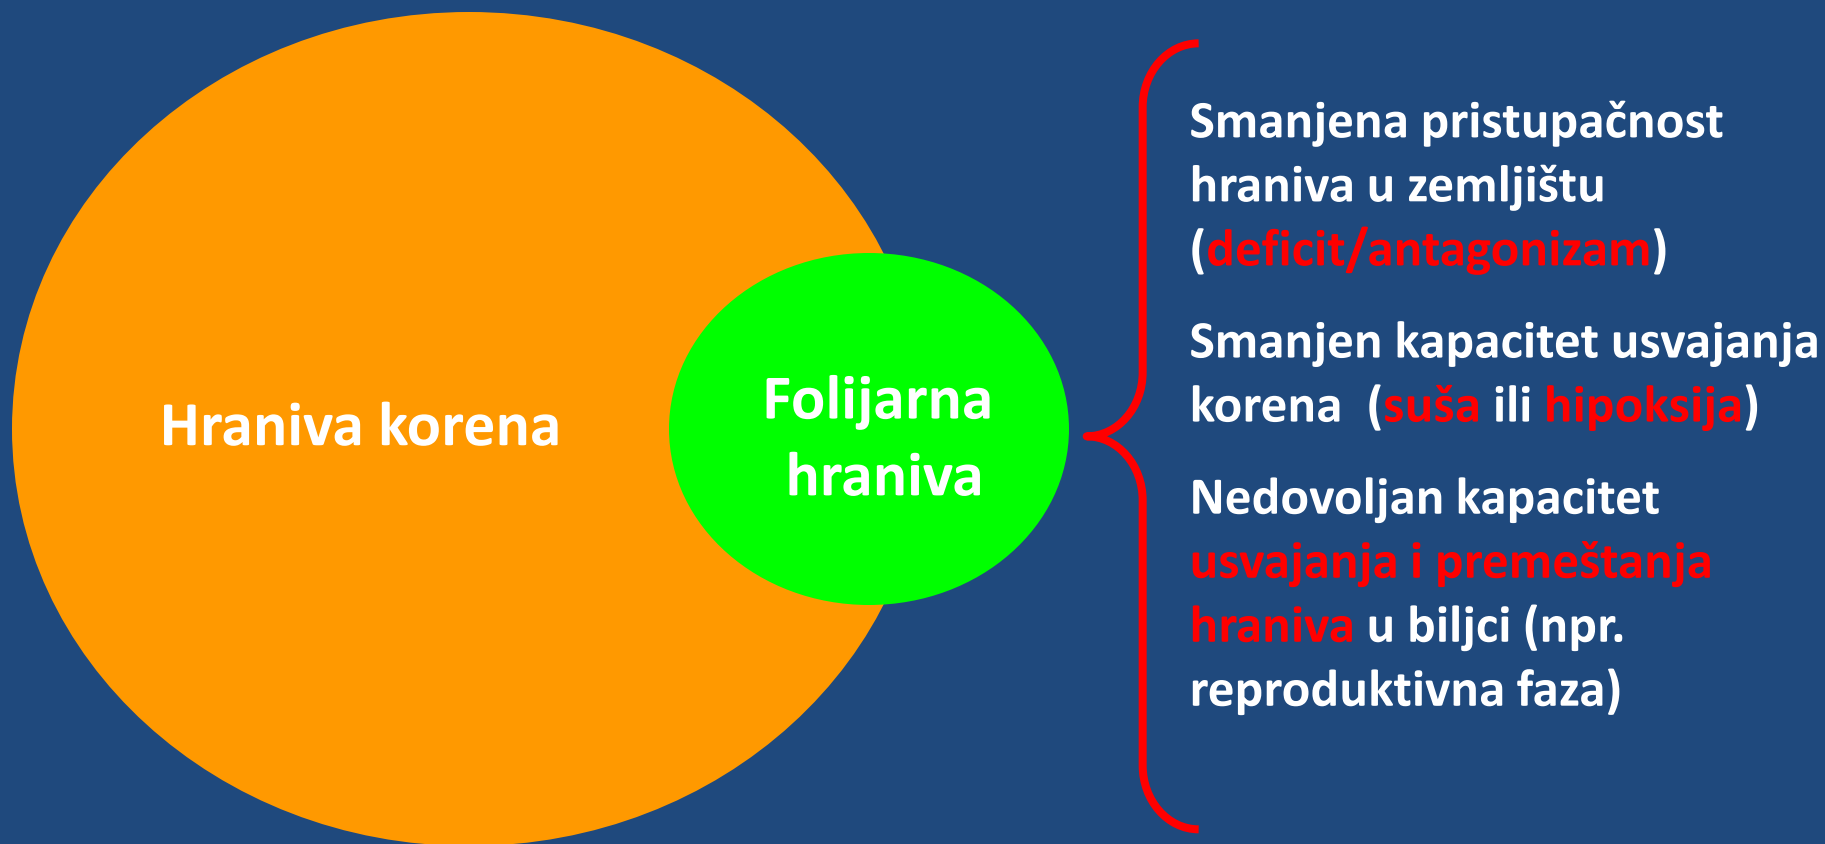 Hraniva korena
Folijarna
hraniva
Smanjena pristupačnost
hraniva u zemljištu
(deficit/antagonizam)
Smanjen kapacitet usvajanja
korena (suša ili hipoksija)
Nedovoljan kapacitet
usvajanja i premeštanja
hraniva u biljci (npr.
reproduktivna faza)